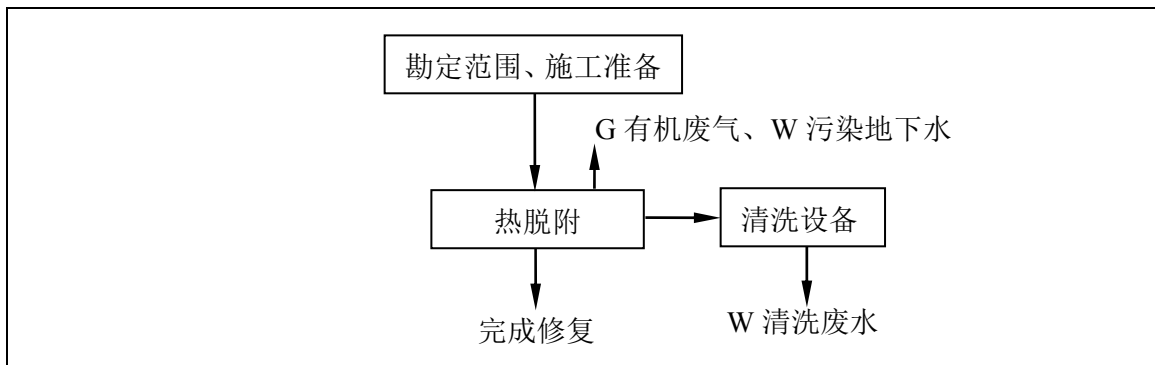 勘定范围、施工准备
G 有机废气、W 污染地下水
热脱附
清洗设备
完成修复
W 清洗废水